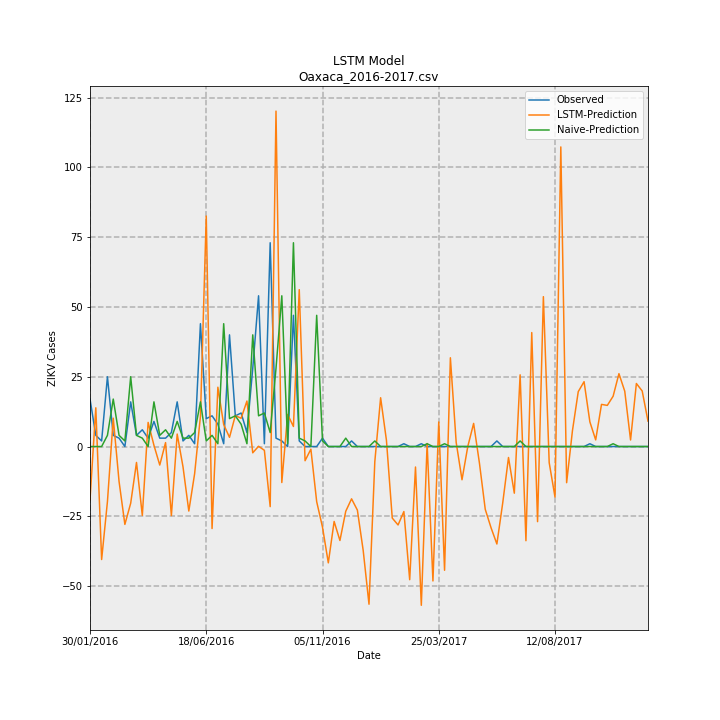 LSTM Model
Oaxaca_2016-2017.csv
Observed
LSTM-Prediction
Naive-Prediction
125
100
75
50
25
0
−25
−50
ZIKV Cases
30/01/2016 18/06/2016 05/11/2016 25/03/2017 12/08/2017
Date